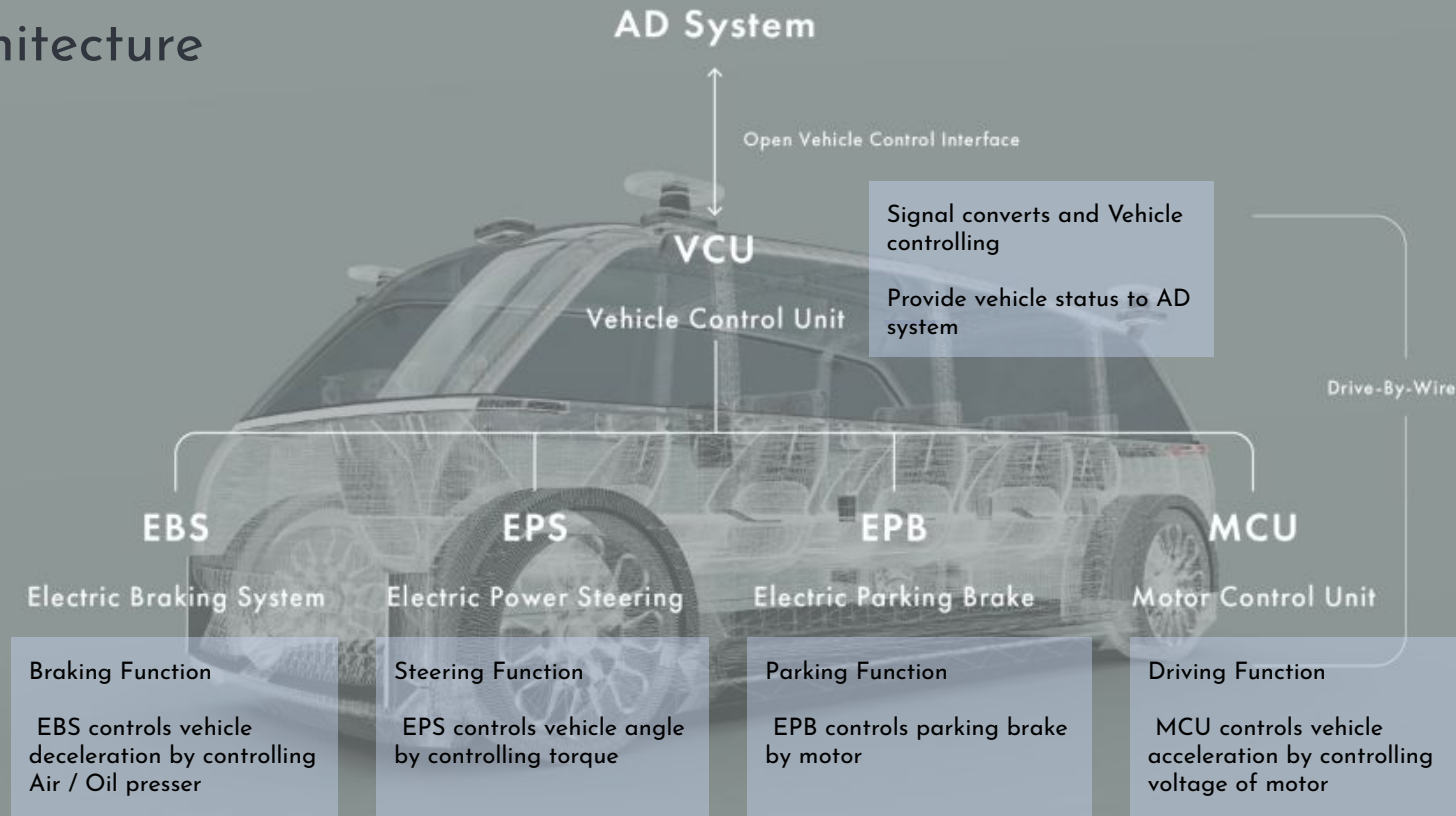 hitecture
AD System
Open Vehicle Control Interface
Signal converts and Vehicle
controlling
Provide vehicle status to AD
system
VCU
Vehicle Control Unit
Drive-By-Wire
EBS
Electric Braking System
Braking Function
EBS controls vehicle
deceleration by controlling
Air / Oil presser
EPS
Electric Power Steering
Steering Function
EPS controls vehicle angle
by controlling torque
EPB
Electric Parking Brake
Parking Function
EPB controls parking brake
by motor
MCU
Motor Control Unit
Driving Function
MCU controls vehicle
acceleration by controlling
voltage of motor